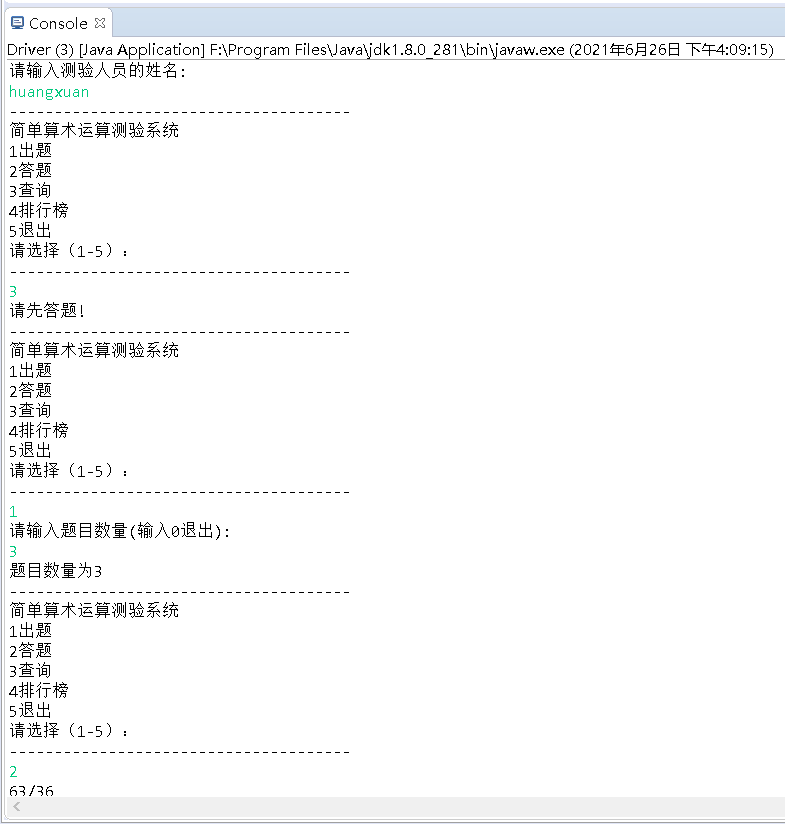 Console
Driver (3) [Java Application] F:\Program Files\Java\jdk1.8.0_281\bin\javaw.exe (2021年6月26日 下午4:09:15)
请输入测验人员的姓名:
huangxuan
-------------------------------------
简单算术运算测验系统
1出题
2答题
3查询
4排行榜
5退出
请选择（1-5）：
-------------------------------------
3
请先答题!
-------------------------------------
简单算术运算测验系统
1出题
2答题
3查询
4排行榜
5退出
请选择（1-5）：
-------------------------------------
1
请输入题目数量(输入0退出):
3
题目数量为3
-------------------------------------
简单算术运算测验系统
1出题
2答题
3查询
4排行榜
5退出
请选择（1-5）：
-------------------------------------
2
63/36